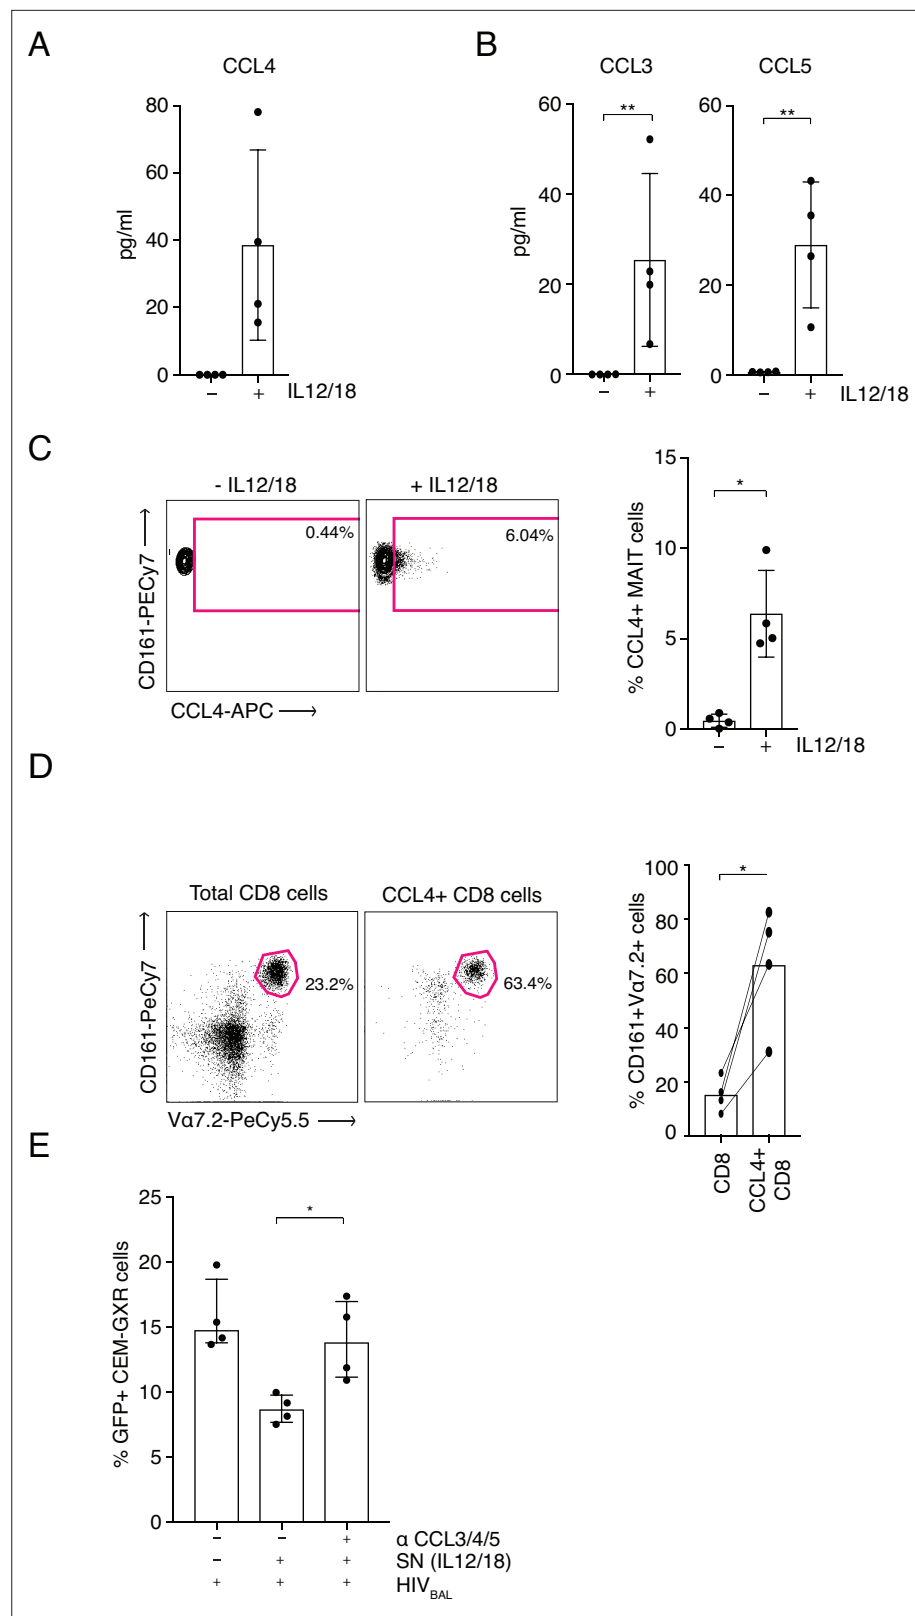 A
B
CCL4
CCL3
CCL5
pg/ml
80
60
40
20
0
− + IL12/18
pg/ml
60
40
20
0
**
− +
60
40
20
0
**
− + IL12/18
C
- IL12/18
+ IL12/18
0.44%
6.04%
CD161-PECy7
CCL4-APC
% CCL4+ MAIT cells
15
10
5
0
*
− + IL12/18
D
Total CD8 cells
CCL4+ CD8 cells
23.2%
63.4%
CD161-PeCy7
Vα7.2-PeCy5.5
% CD161+Vα7.2+ cells
100
80
60
40
20
0
*
CD8
CCL4+
CD8
E
% GFP+ CEM-GXR cells
25
20
15
10
5
0
*
− − + α CCL3/4/5
− + + SN (IL12/18)
+ + + HIVBAL